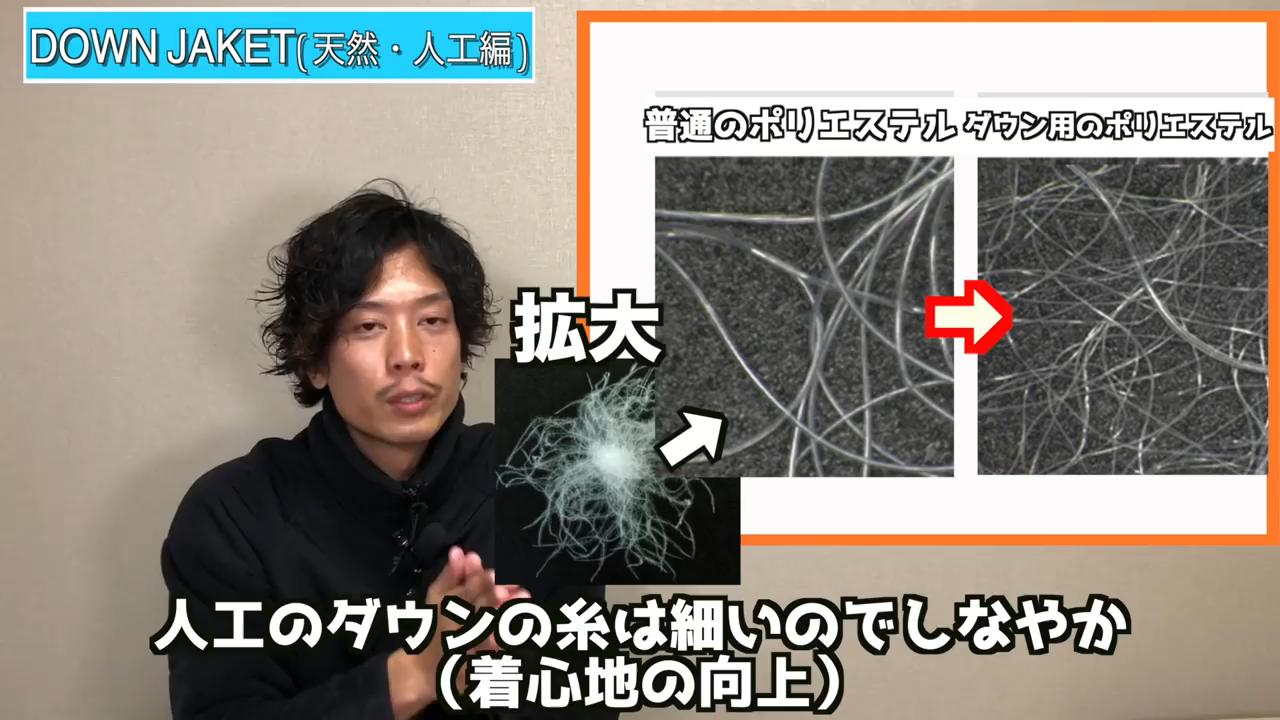 DOWN JAKET(天然・人工編)
普通のポリエステル
ダウン用のポリエステル
拡大
人工のダウンの糸は細いのでしなやか
（着心地の向上）